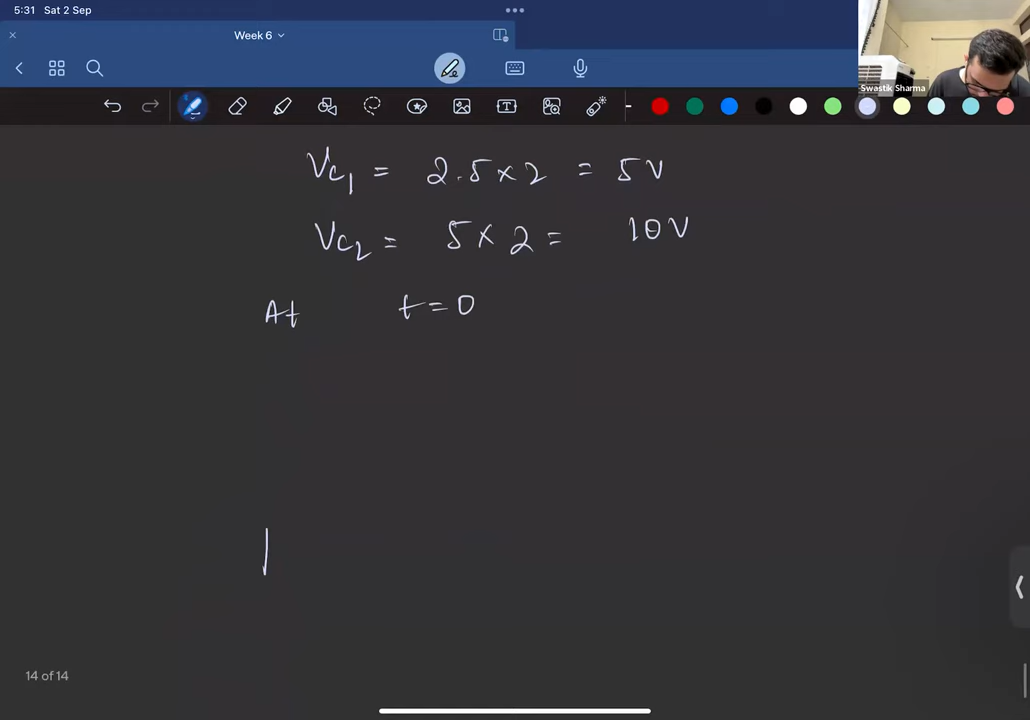 5:31 Sat 2 Sep
Week 6
Swastik Sharma
Vc₁ = 2.5 × 2 = 5V
Vc₂ = 5 × 2 = 10V
At t = 0
14 of 14